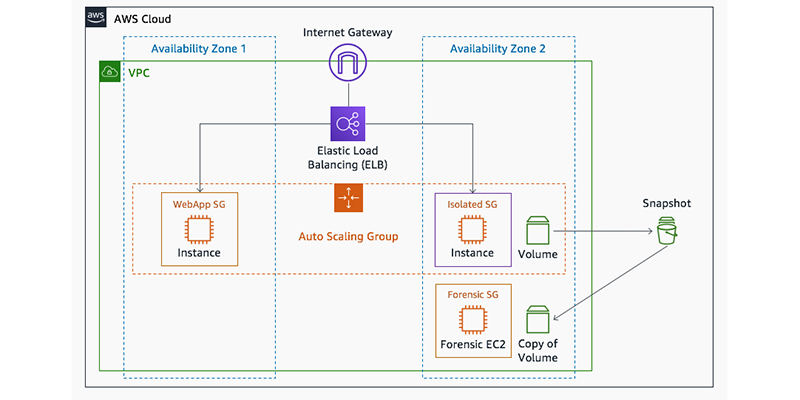 aws
AWS Cloud
Internet Gateway
Availability Zone 1
Availability Zone 2
VPC
Elastic Load
Balancing (ELB)
WebApp SG
Instance
Auto Scaling Group
Isolated SG
Instance
Volume
Snapshot
Forensic SG
Forensic EC2
Copy of
Volume